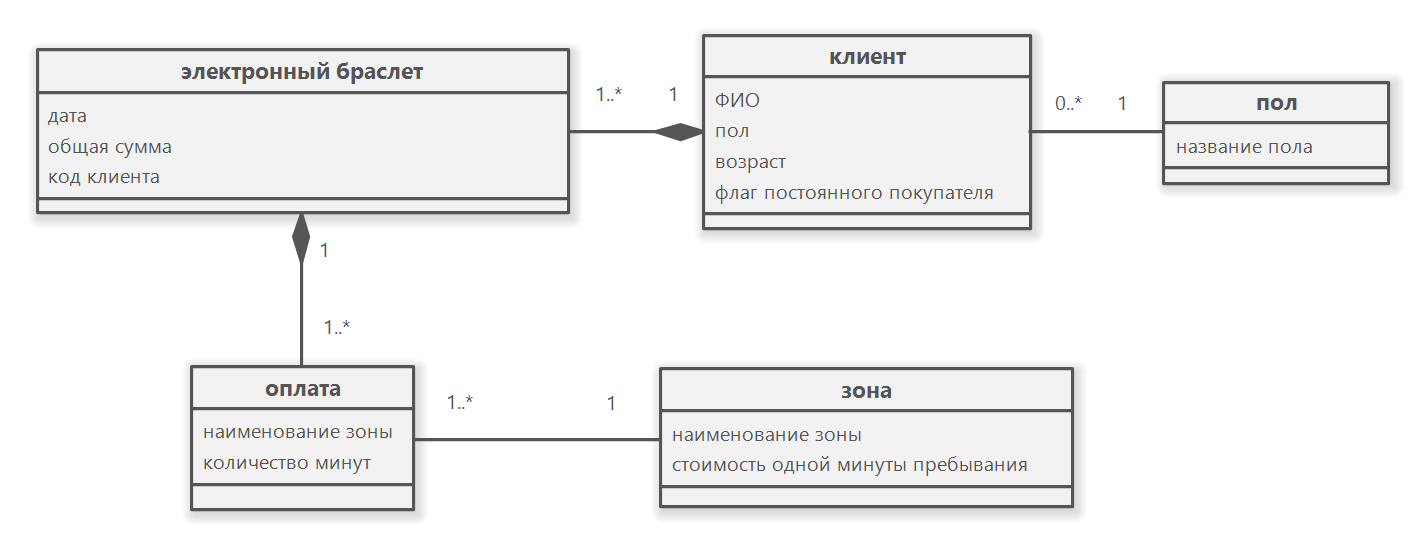 электронный браслет
дата
общая сумма
код клиента
1..*
1
клиент
ФИО
пол
возраст
флаг постоянного покупателя
0..*
1
пол
название пола
1
1..*
оплата
наименование зоны
количество минут
1..*
1
зона
наименование зоны
стоимость одной минуты пребывания